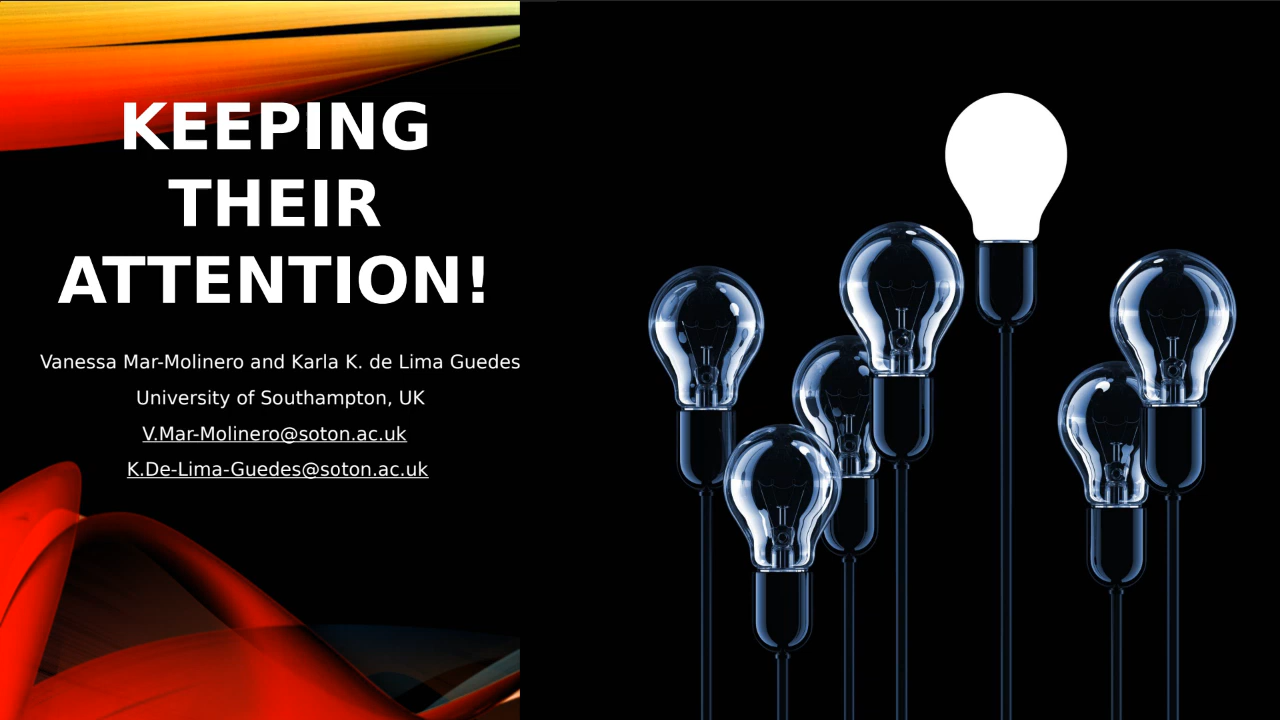 KEEPING
THEIR
ATTENTION!
Vanessa Mar-Molinero and Karla K. de Lima Guedes
University of Southampton, UK
V.Mar-Molinero@soton.ac.uk
K.De-Lima-Guedes@soton.ac.uk